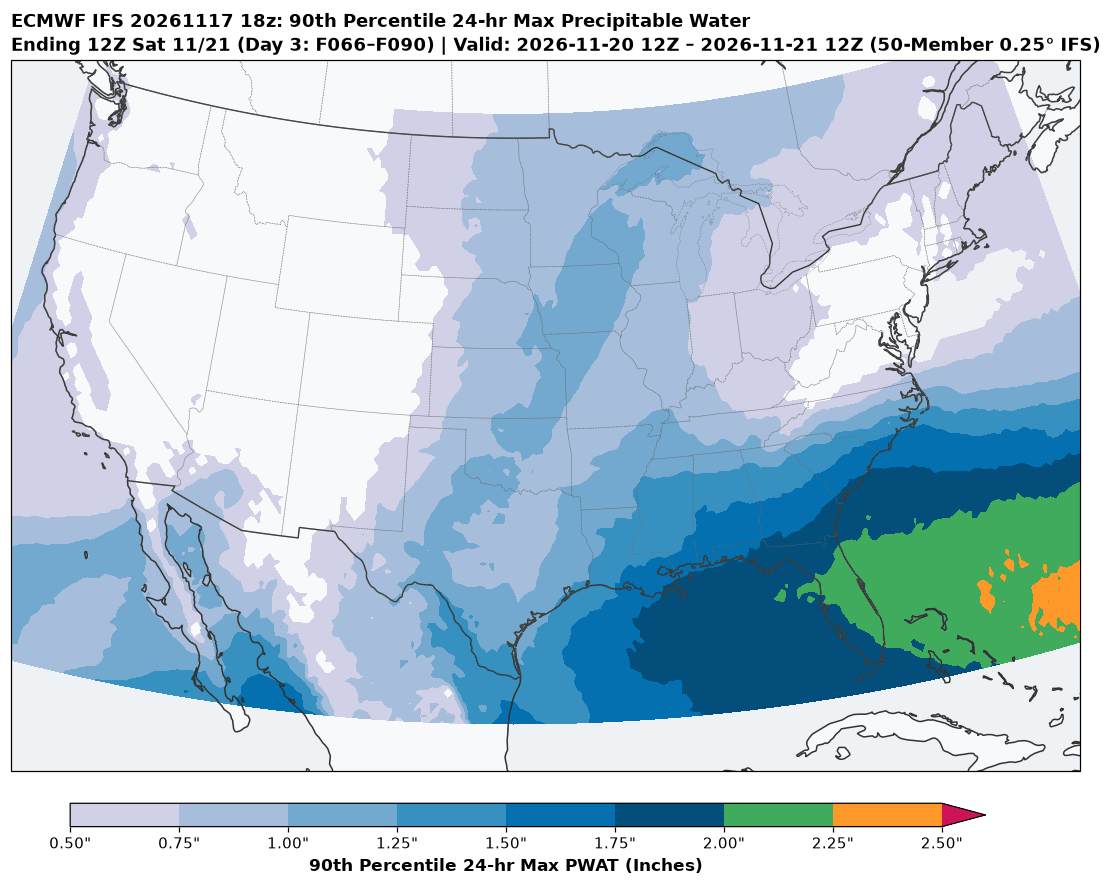 ECMWF IFS 20261117 18z: 90th Percentile 24-hr Max Precipitable Water
Ending 12Z Sat 11/21 (Day 3: F066–F090) | Valid: 2026-11-20 12Z – 2026-11-21 12Z (50-Member 0.25° IFS)
0.50" 0.75" 1.00" 1.25" 1.50" 1.75" 2.00" 2.25" 2.50"
90th Percentile 24-hr Max PWAT (Inches)